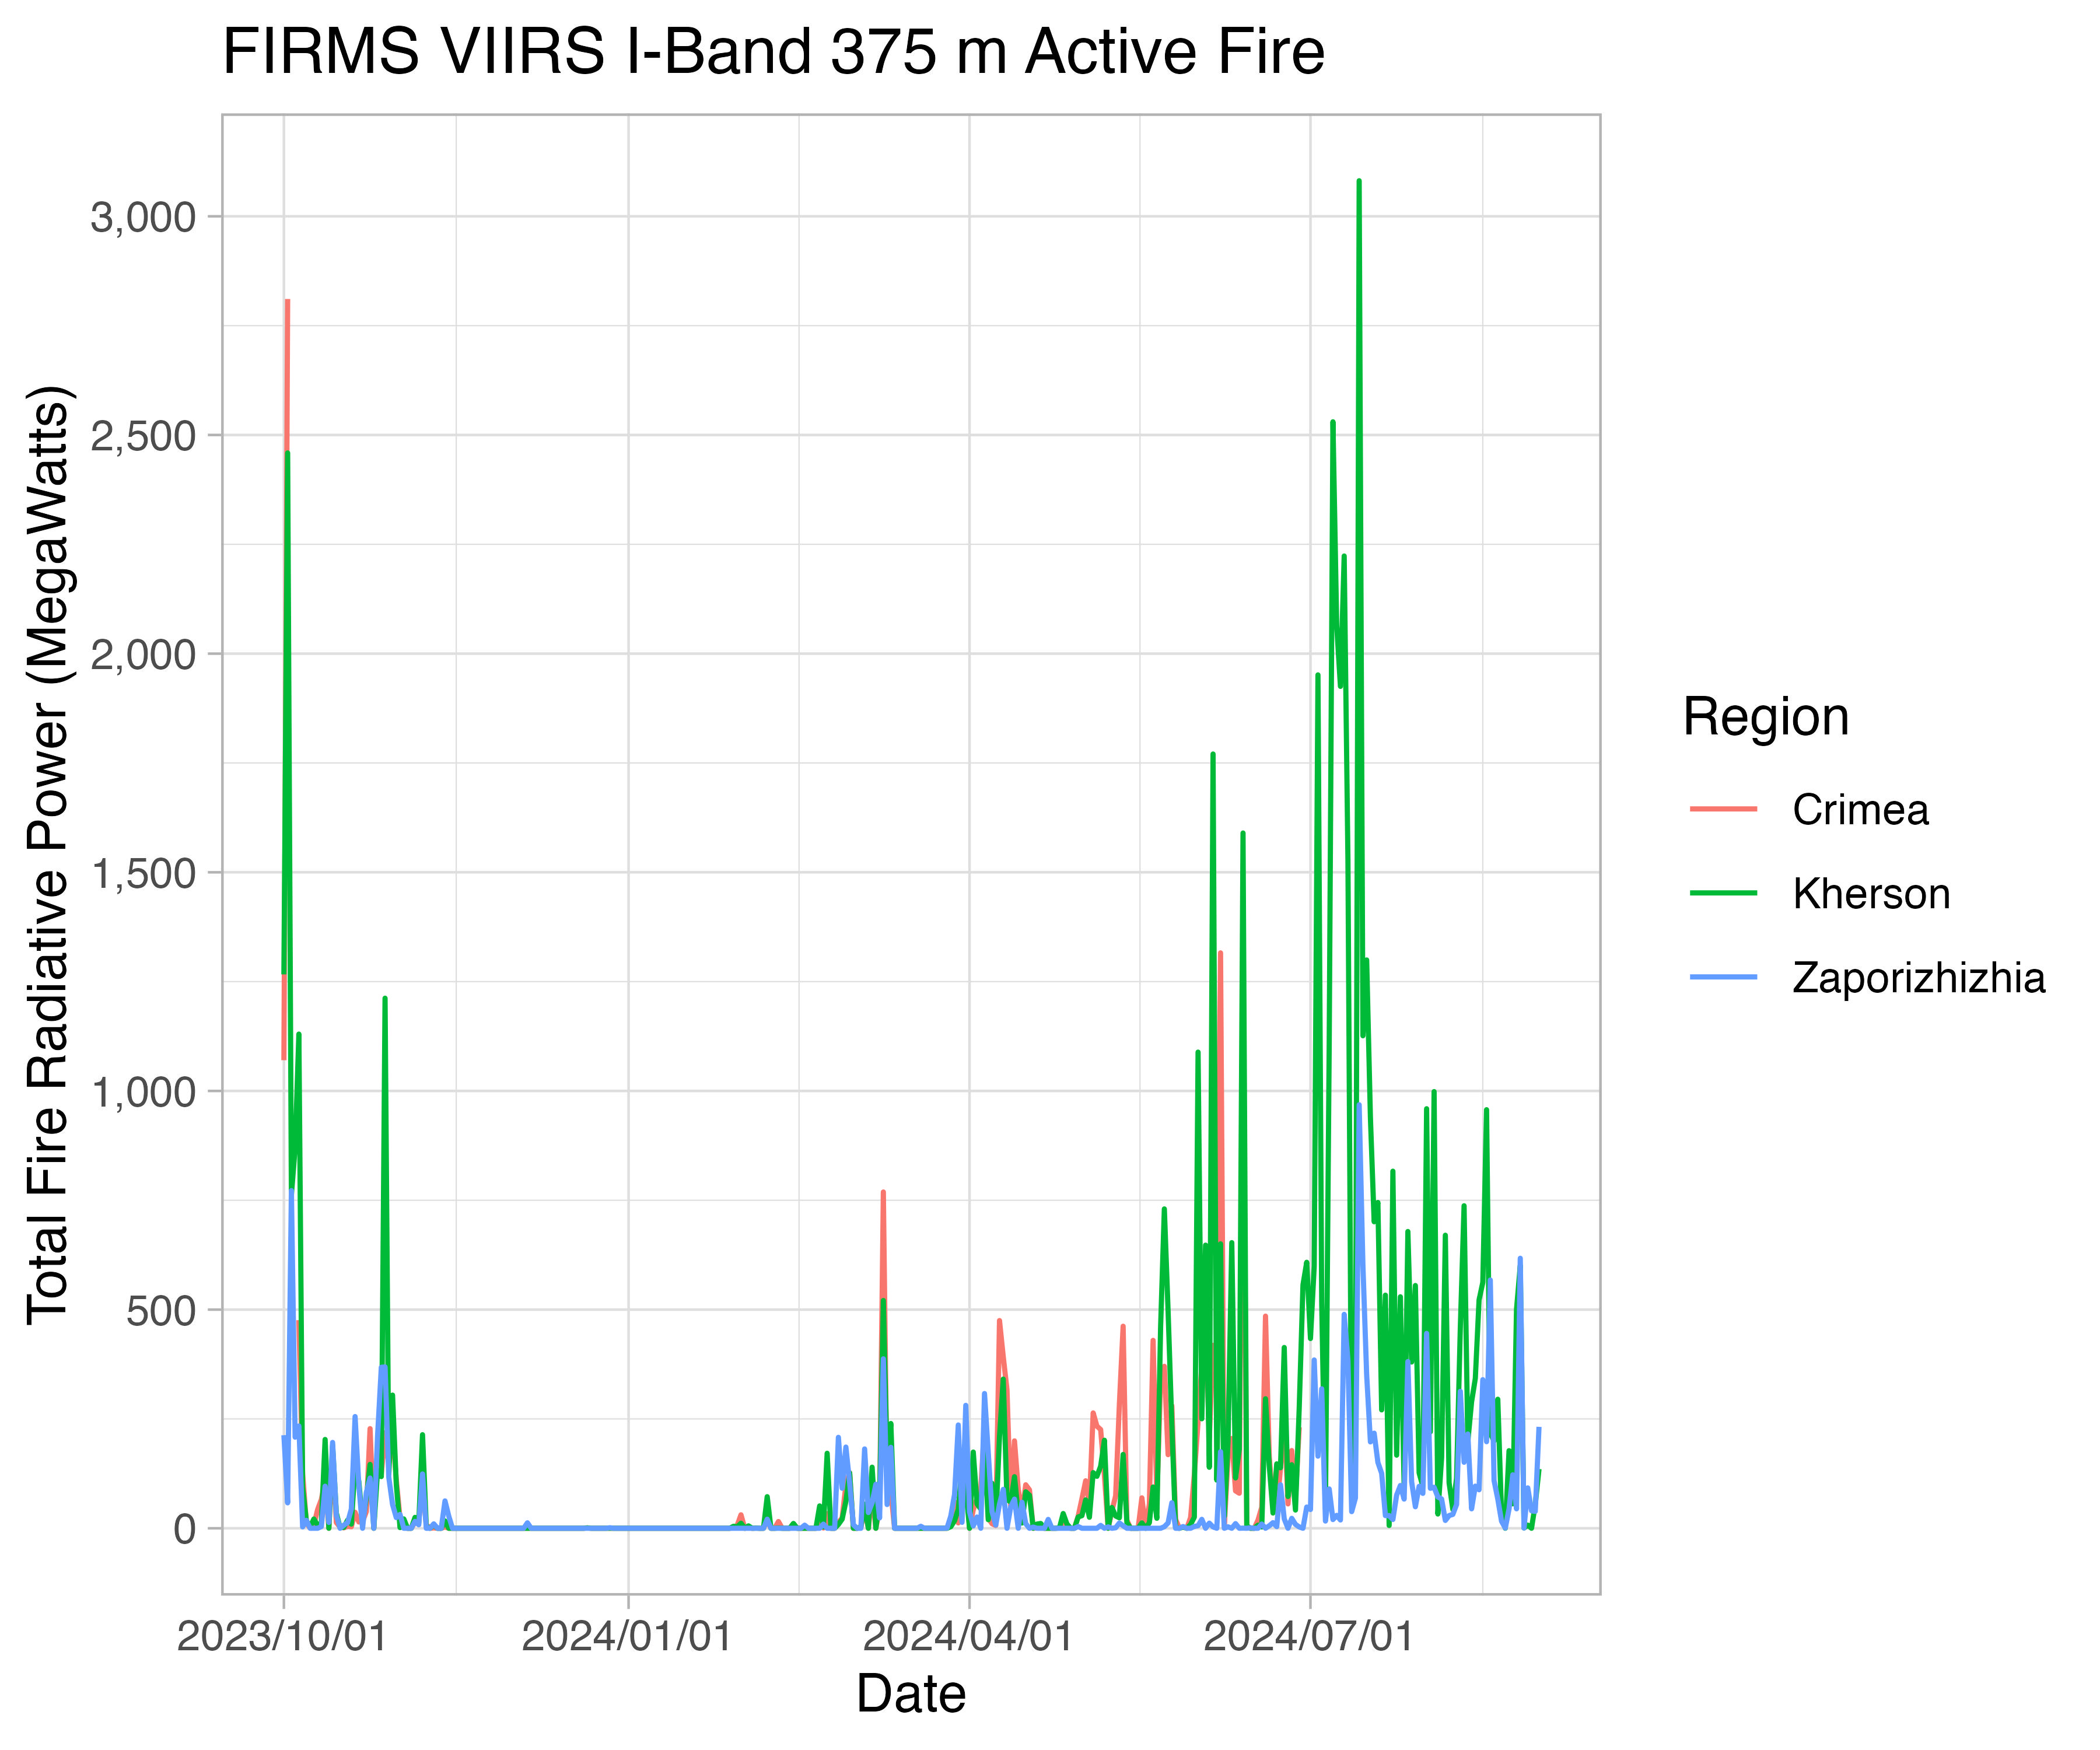 FIRMS VIIRS I-Band 375 m Active Fire
Total Fire Radiative Power (MegaWatts)
3,000
2,500
2,000
1,500
1,000
500
0
2023/10/01
2024/01/01
2024/04/01
2024/07/01
Date
Region
Crimea
Kherson
Zaporizhizhia